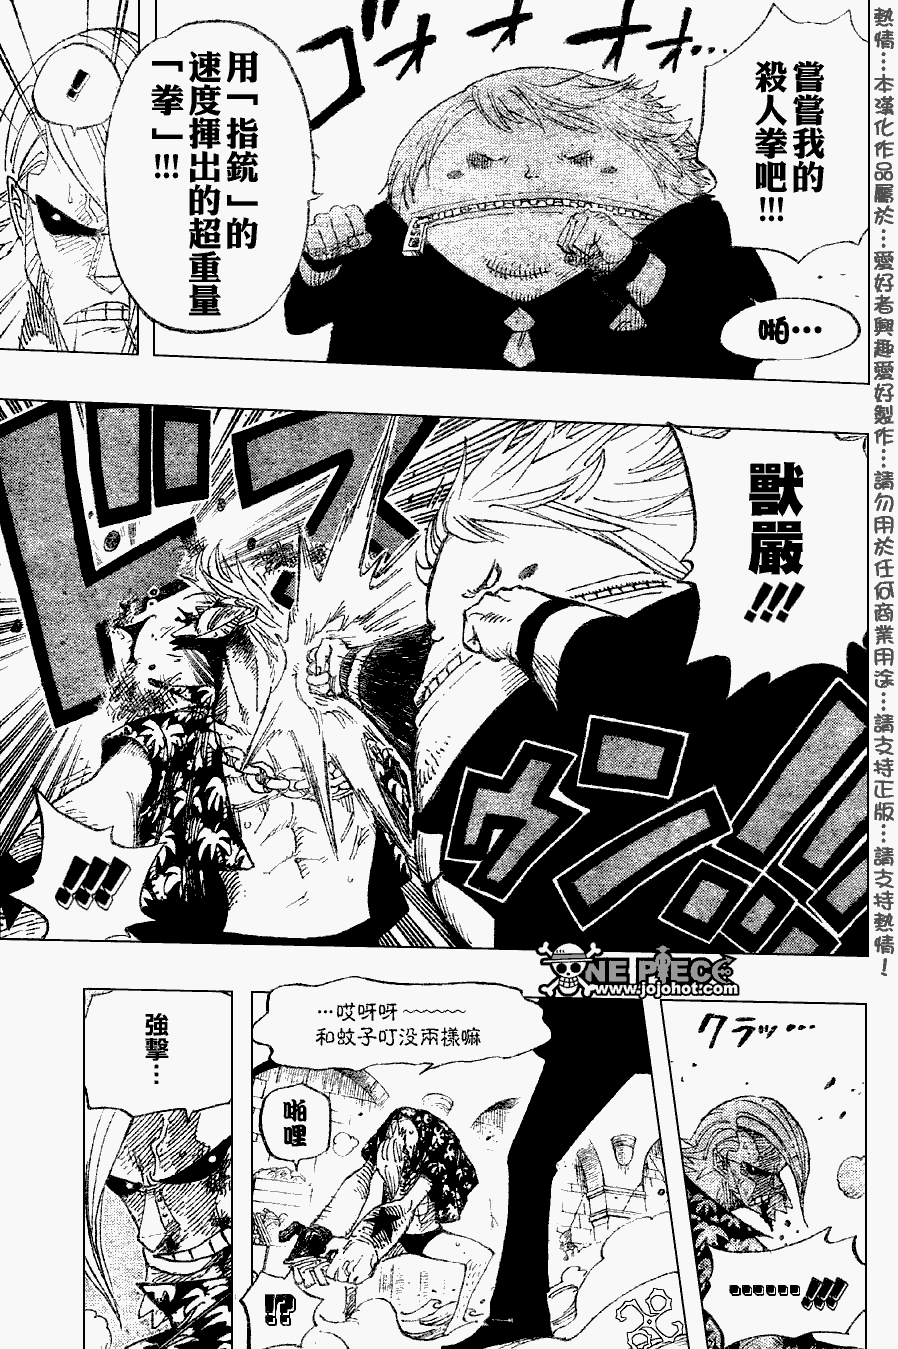 嘗嘗我的
殺人拳吧!!!
啪…
ゴオオオ…
用「指銃」的
速度揮出的超重量
「拳」!!!
!
獸嚴!!!
ドスウン!!!
!!!
クラッ…
……!!!
…哎呀呀~~~~~~
和蚊子叮没兩樣嘛
啪哩
!?
強擊…
ONE PIECE
www.jojohot.com
熱情…本漢化作品屬於…愛好者興趣愛好製作…請勿用於任何商業用途…請支持正版…請支持熱情!